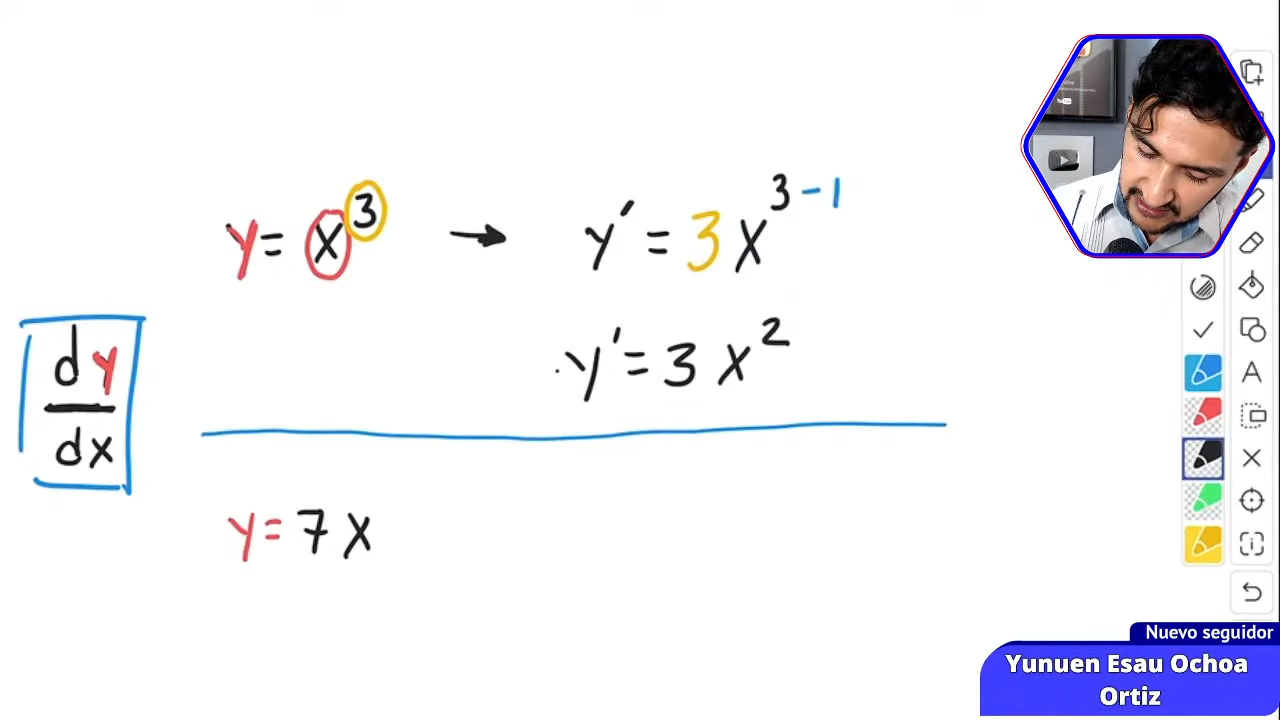 y = x³ → y' = 3x³⁻¹
y' = 3x²
dy
dx
y = 7x
Nuevo seguidor
Yunuen Esau Ochoa
Ortiz